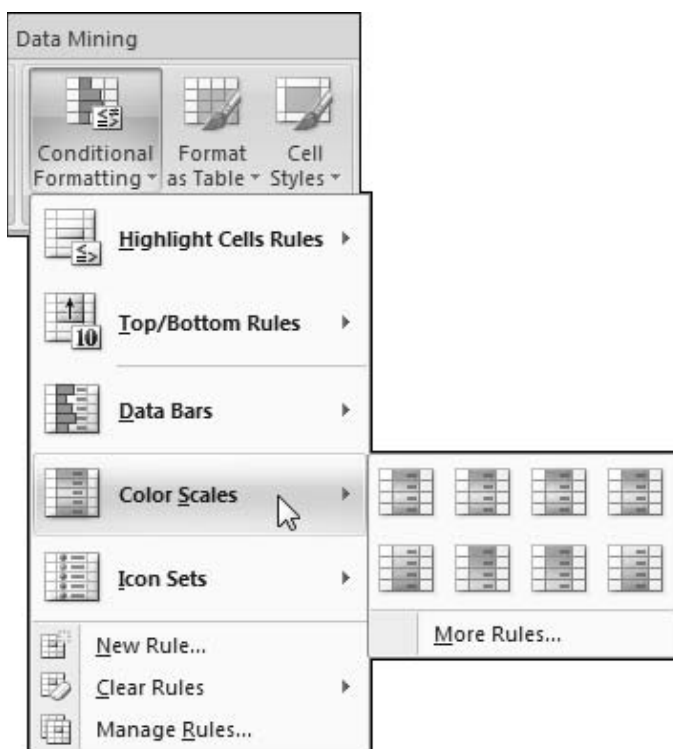 Data Mining
Conditional Formatting
Format as Table
Cell Styles
Highlight Cells Rules
Top/Bottom Rules
10
Data Bars
Color Scales
Icon Sets
More Rules...
New Rule...
Clear Rules
Manage Rules...